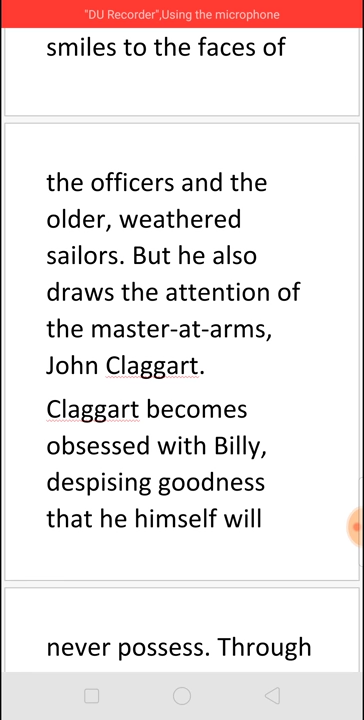 "DU Recorder",Using the microphone
smiles to the faces of
the officers and the
older, weathered
sailors. But he also
draws the attention of
the master-at-arms,
John Claggart.
Claggart becomes
obsessed with Billy,
despising goodness
that he himself will
never possess. Through